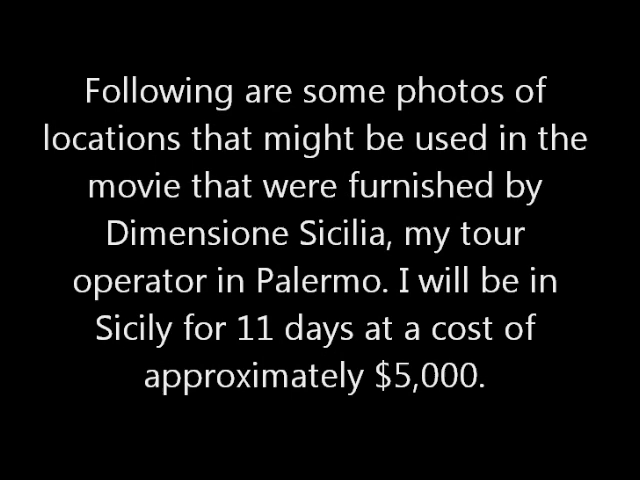 Following are some photos of
locations that might be used in the
movie that were furnished by
Dimensione Sicilia, my tour
operator in Palermo. I will be in
Sicily for 11 days at a cost of
approximately $5,000.